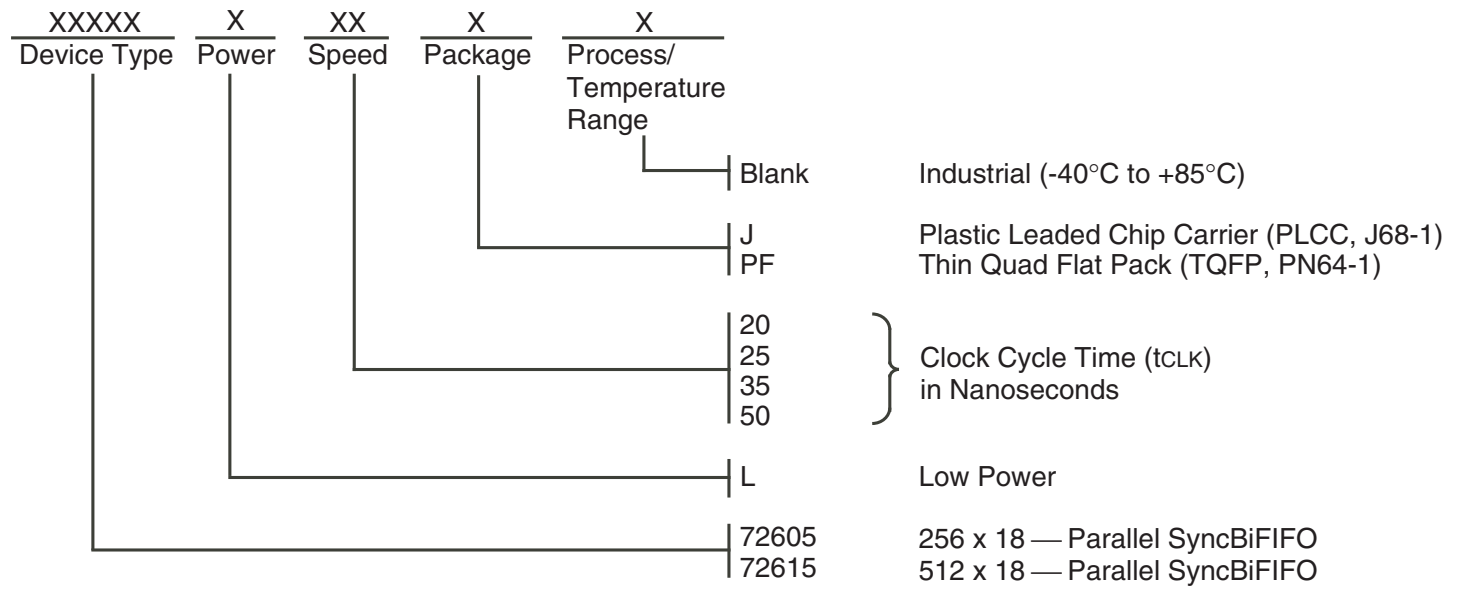 XXXXX X XX X X
Device Type Power Speed Package Process/
Temperature
Range
Blank Industrial (-40°C to +85°C)
J Plastic Leaded Chip Carrier (PLCC, J68-1)
PF Thin Quad Flat Pack (TQFP, PN64-1)
20
25
35
50
Clock Cycle Time (tCLK)
in Nanoseconds
L Low Power
72605 256 x 18 — Parallel SyncBiFIFO
72615 512 x 18 — Parallel SyncBiFIFO